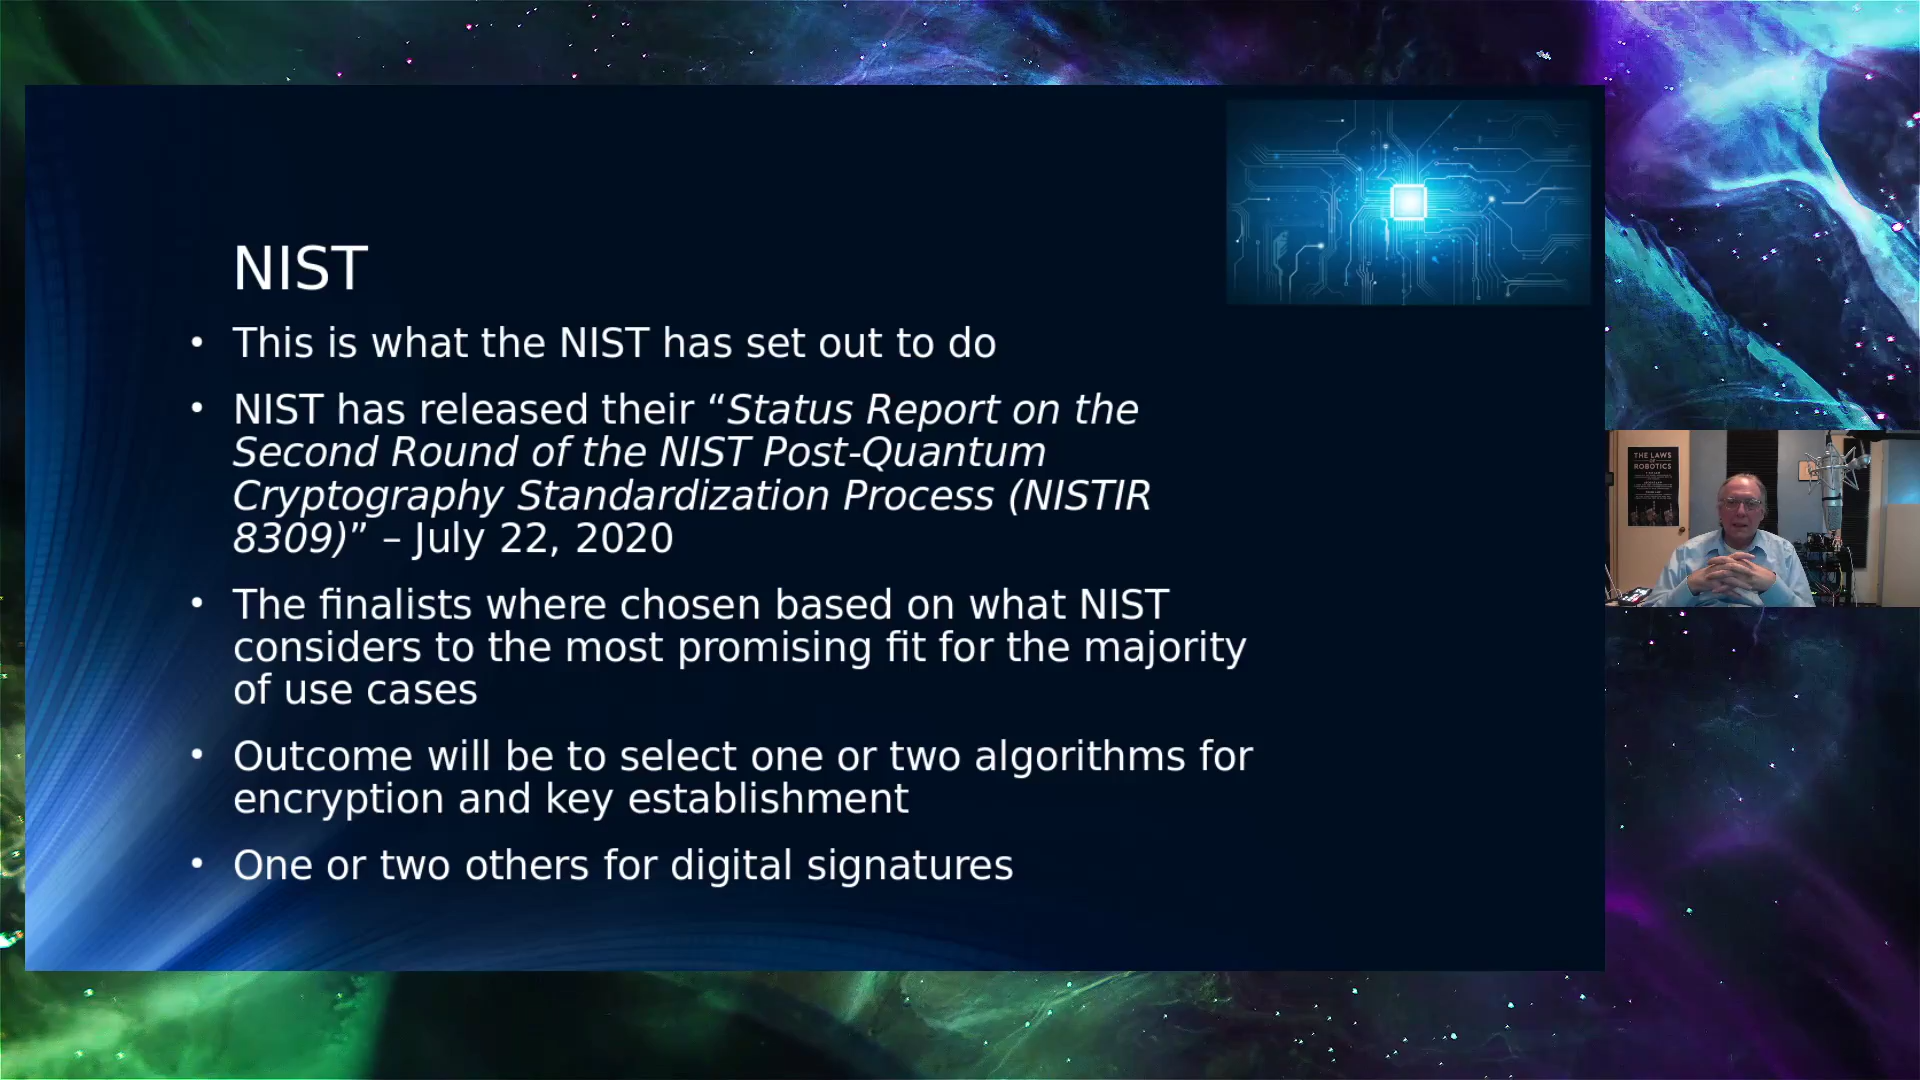 NIST
• This is what the NIST has set out to do
• NIST has released their “Status Report on the
Second Round of the NIST Post-Quantum
Cryptography Standardization Process (NISTIR
8309)” – July 22, 2020
• The finalists where chosen based on what NIST
considers to the most promising fit for the majority
of use cases
• Outcome will be to select one or two algorithms for
encryption and key establishment
• One or two others for digital signatures
THE LAWS
OF
ROBOTICS